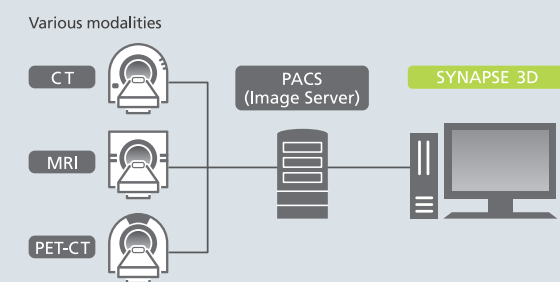 Various modalities
CT
PACS
(Image Server)
SYNAPSE 3D
MRI
PET-CT